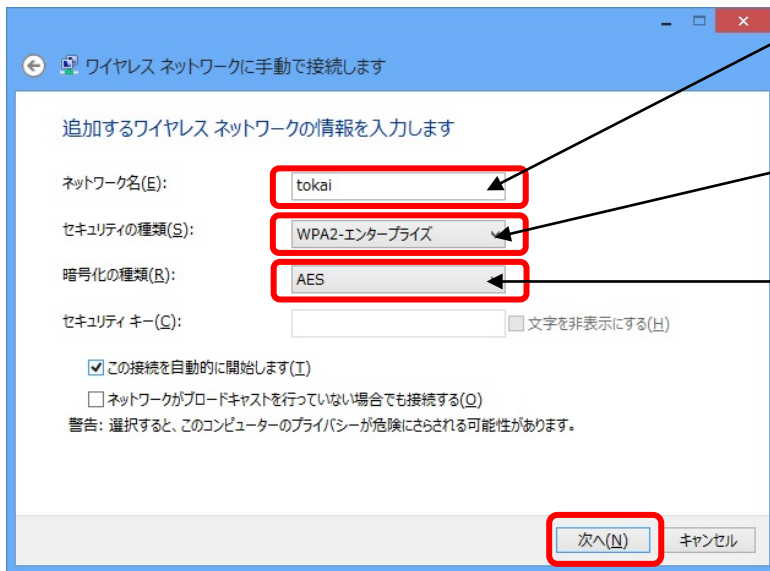 ワイヤレス ネットワークに手動で接続します
追加するワイヤレス ネットワークの情報を入力します
ネットワーク名(E): tokai
セキュリティの種類(S): WPA2-エンタープライズ
暗号化の種類(R): AES
セキュリティ キー(C): 文字を非表示にする(H)
この接続を自動的に開始します(T)
ネットワークがブロードキャストを行っていない場合でも接続する(O)
警告: 選択すると、このコンピューターのプライバシーが危険にさらされる可能性があります。
次へ(N) キャンセル